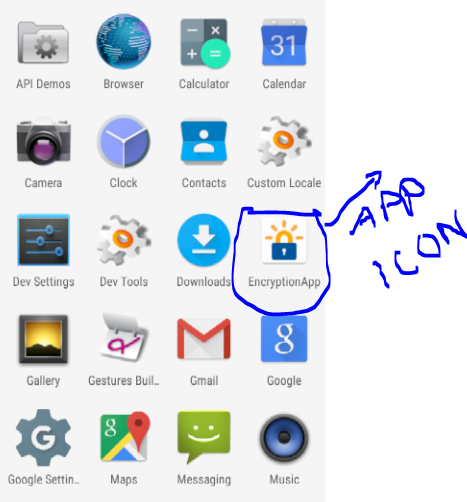 31
API Demos Browser Calculator Calendar
Camera Clock Contacts Custom Locale
APP
ICON
Dev Settings Dev Tools Downloads EncryptionApp
g
Gallery Gestures Buil.. Gmail Google
G g
Google Settin.. Maps Messaging Music